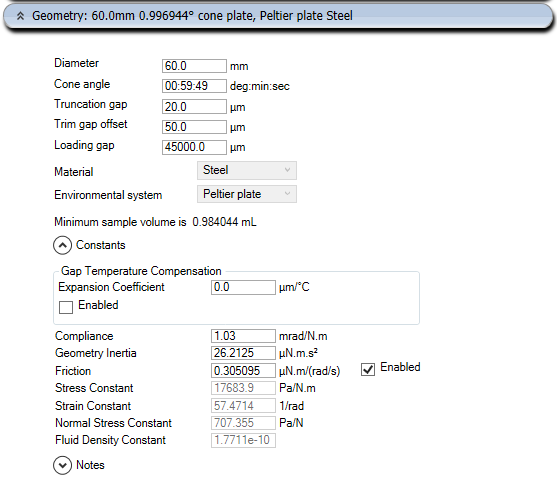 Geometry: 60.0mm 0.996944° cone plate, Peltier plate Steel
Diameter 60.0 mm
Cone angle 00:59:49 deg:min:sec
Truncation gap 20.0 µm
Trim gap offset 50.0 µm
Loading gap 45000.0 µm
Material Steel
Environmental system Peltier plate
Minimum sample volume is 0.984044 mL
Constants
Gap Temperature Compensation
Expansion Coefficient 0.0 µm/°C
Enabled
Compliance 1.03 mrad/N.m
Geometry Inertia 26.2125 µN.m.s²
Friction 0.305095 µN.m/(rad/s) Enabled
Stress Constant 17683.9 Pa/N.m
Strain Constant 57.4714 1/rad
Normal Stress Constant 707.355 Pa/N
Fluid Density Constant 1.7711e-10
Notes